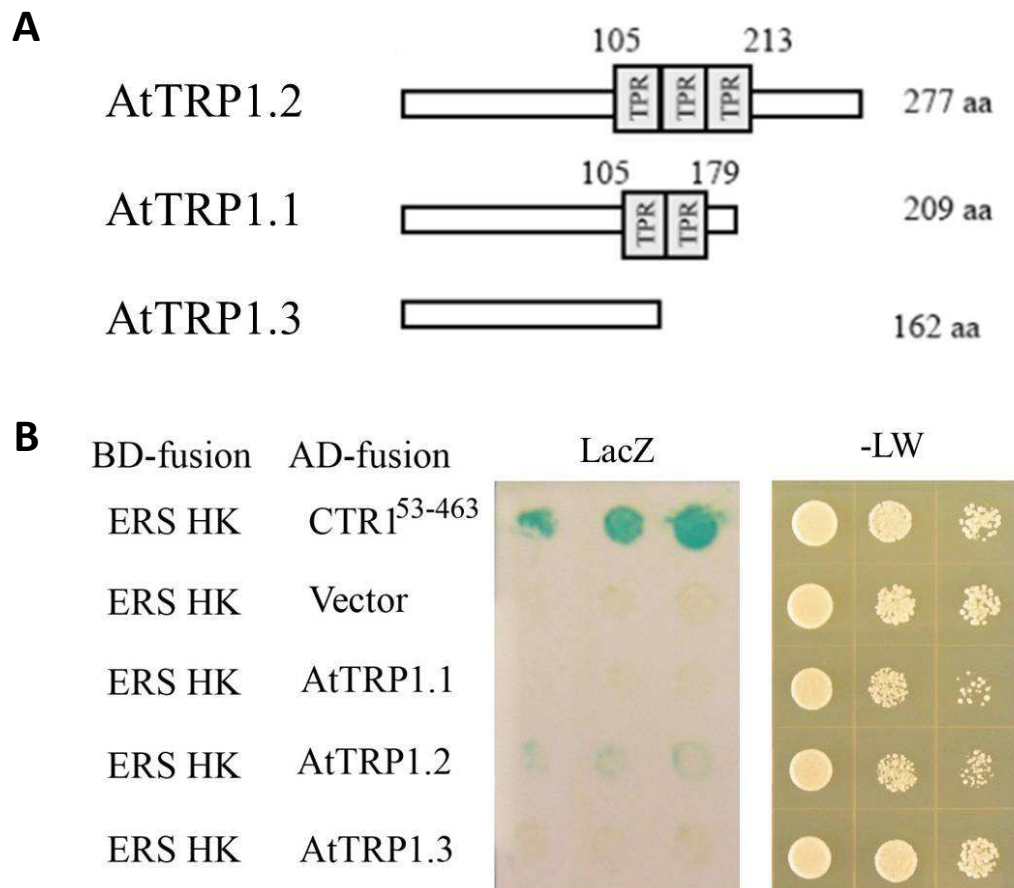 A
105 213
AtTRP1.2 TPR TPR TPR 277 aa
105 179
AtTRP1.1 TPR TPR 209 aa
AtTRP1.3 162 aa
B
BD-fusion AD-fusion LacZ -LW
ERS HK CTR1⁵³⁻⁴⁶³
ERS HK Vector
ERS HK AtTRP1.1
ERS HK AtTRP1.2
ERS HK AtTRP1.3